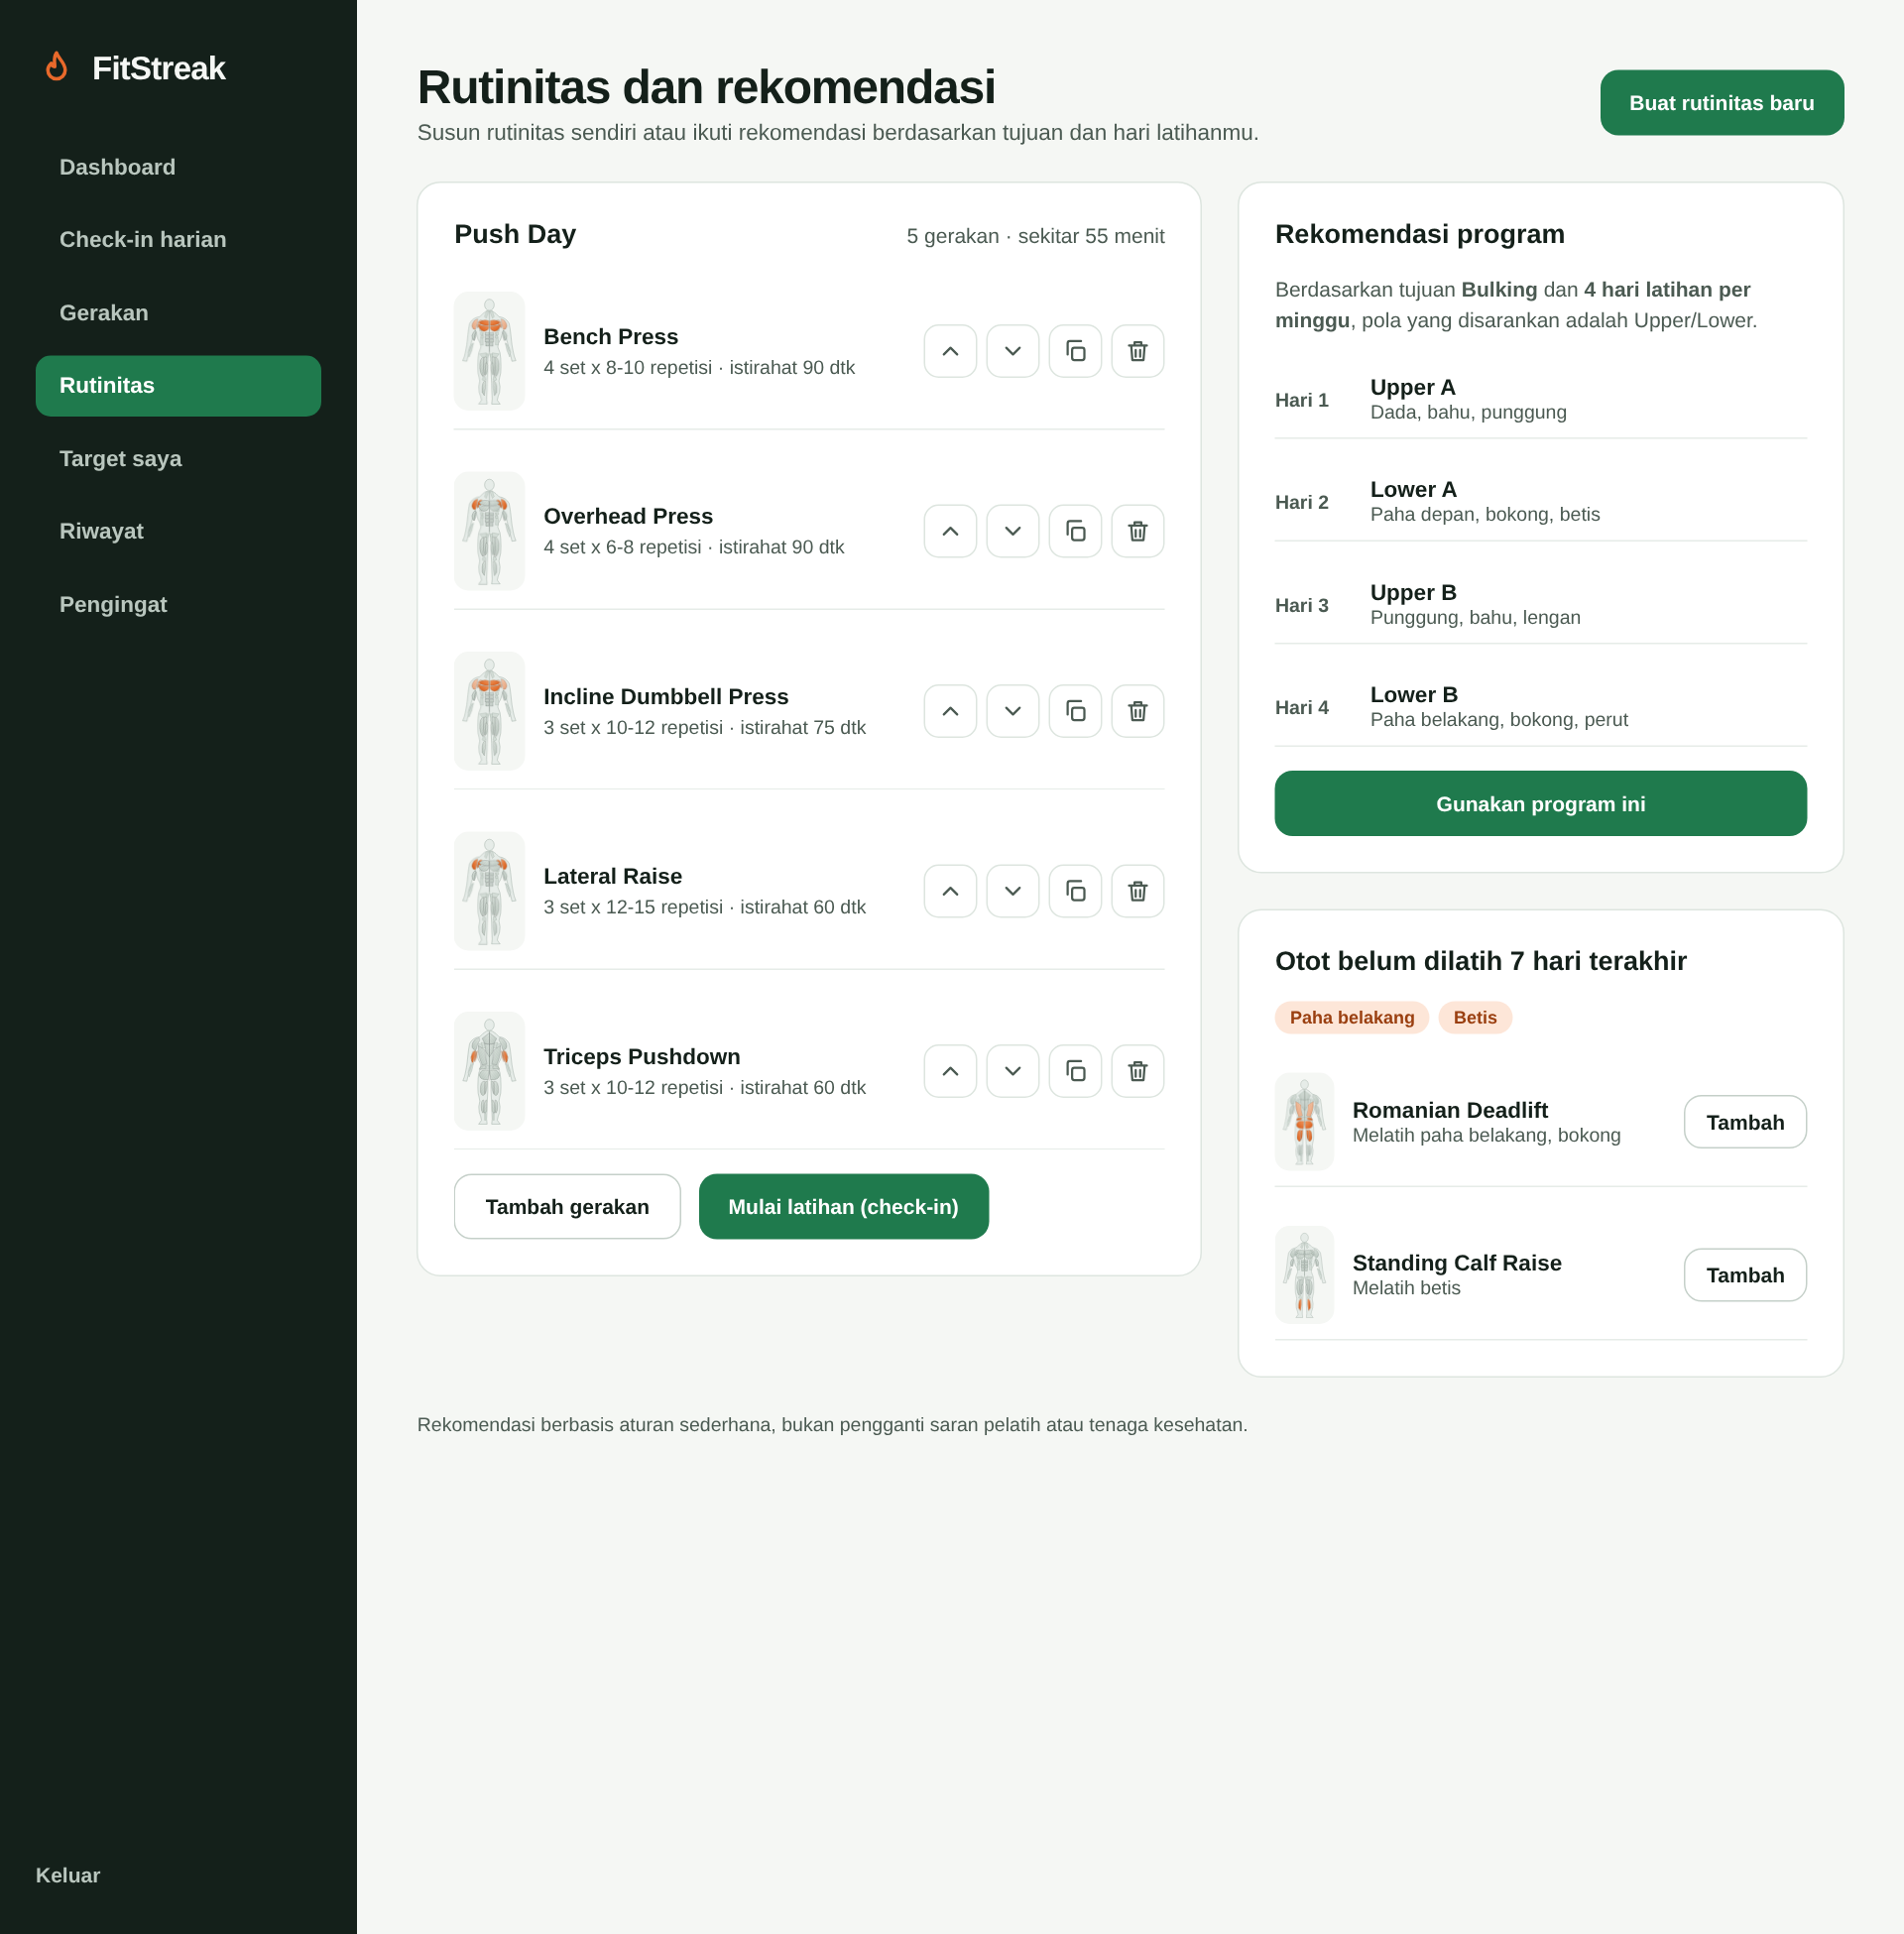 FitStreak
Dashboard
Check-in harian
Gerakan
Rutinitas
Target saya
Riwayat
Pengingat
Keluar
Rutinitas dan rekomendasi
Susun rutinitas sendiri atau ikuti rekomendasi berdasarkan tujuan dan hari latihanmu.
Buat rutinitas baru
Push Day
5 gerakan · sekitar 55 menit
Bench Press
4 set x 8-10 repetisi · istirahat 90 dtk
Overhead Press
4 set x 6-8 repetisi · istirahat 90 dtk
Incline Dumbbell Press
3 set x 10-12 repetisi · istirahat 75 dtk
Lateral Raise
3 set x 12-15 repetisi · istirahat 60 dtk
Triceps Pushdown
3 set x 10-12 repetisi · istirahat 60 dtk
Tambah gerakan
Mulai latihan (check-in)
Rekomendasi program
Berdasarkan tujuan Bulking dan 4 hari latihan per
minggu, pola yang disarankan adalah Upper/Lower.
Hari 1
Upper A
Dada, bahu, punggung
Hari 2
Lower A
Paha depan, bokong, betis
Hari 3
Upper B
Punggung, bahu, lengan
Hari 4
Lower B
Paha belakang, bokong, perut
Gunakan program ini
Otot belum dilatih 7 hari terakhir
Paha belakang
Betis
Romanian Deadlift
Melatih paha belakang, bokong
Tambah
Standing Calf Raise
Melatih betis
Tambah
Rekomendasi berbasis aturan sederhana, bukan pengganti saran pelatih atau tenaga kesehatan.